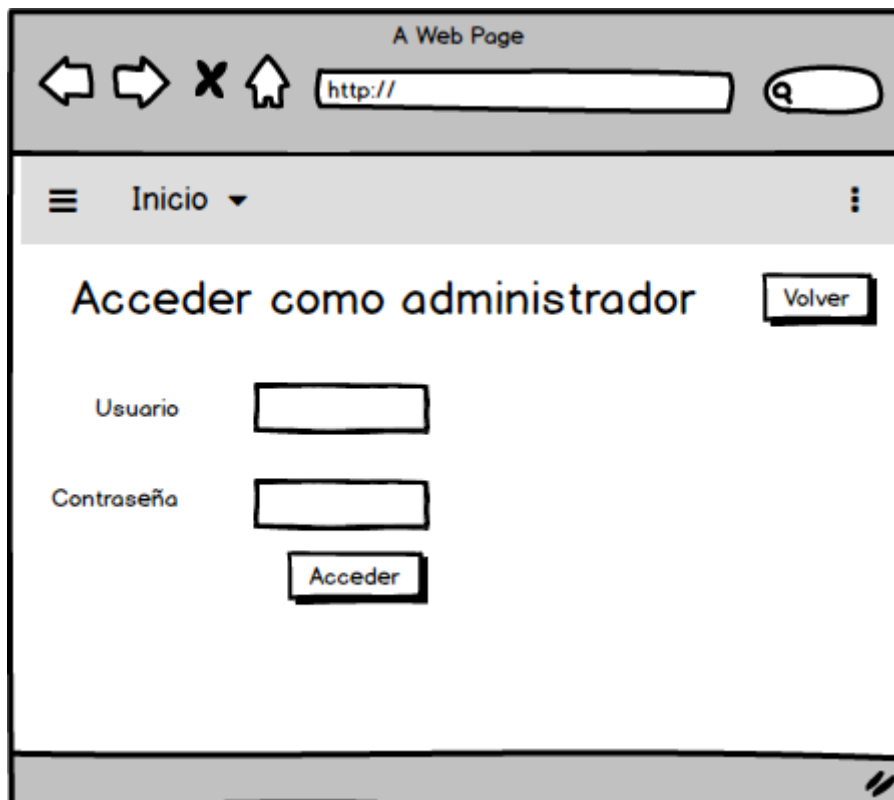 A Web Page
http://
Inicio
Acceder como administrador
Volver
Usuario
Contraseña
Acceder